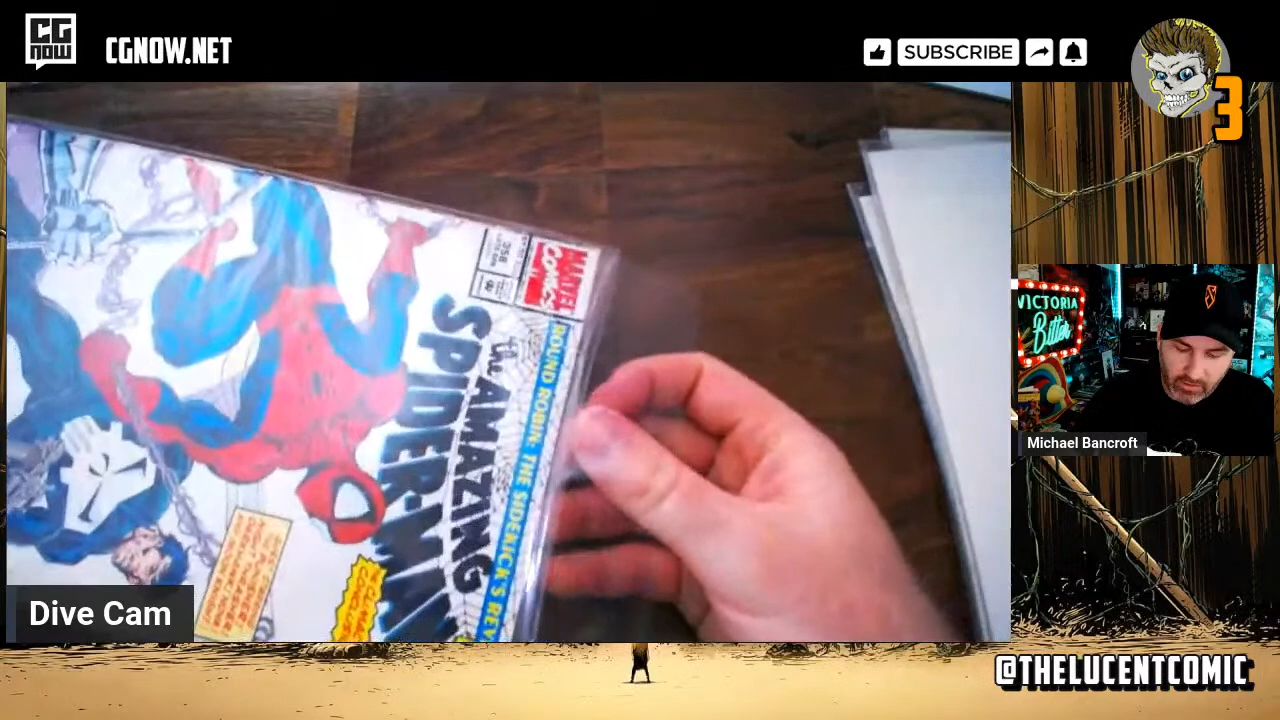 CG
NOW
CGNOW.NET
SUBSCRIBE
3
MARVEL
COMICS
358
ROUND ROBIN: THE SIDEKICK'S REV
the AMAZING
SPIDER-MAN
VICTORIA
Bitter
Michael Bancroft
Dive Cam
@THELUCENTCOMIC